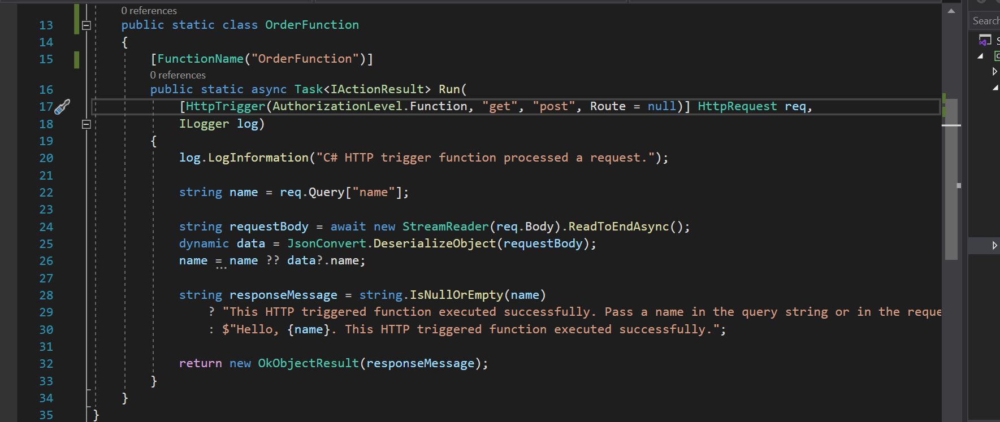 0 references
13 public static class OrderFunction
14 {
15 [FunctionName("OrderFunction")]
0 references
16 public static async Task<IActionResult> Run(
17 [HttpTrigger(AuthorizationLevel.Function, "get", "post", Route = null)] HttpRequest req,
18 ILogger log)
19 {
20 log.LogInformation("C# HTTP trigger function processed a request.");
21
22 string name = req.Query["name"];
23
24 string requestBody = await new StreamReader(req.Body).ReadToEndAsync();
25 dynamic data = JsonConvert.DeserializeObject(requestBody);
26 name = name ?? data?.name;
27
28 string responseMessage = string.IsNullOrEmpty(name)
29 ? "This HTTP triggered function executed successfully. Pass a name in the query string or in the reque
30 : $"Hello, {name}. This HTTP triggered function executed successfully.";
31
32 return new OkObjectResult(responseMessage);
33 }
34 }
35 }
Search